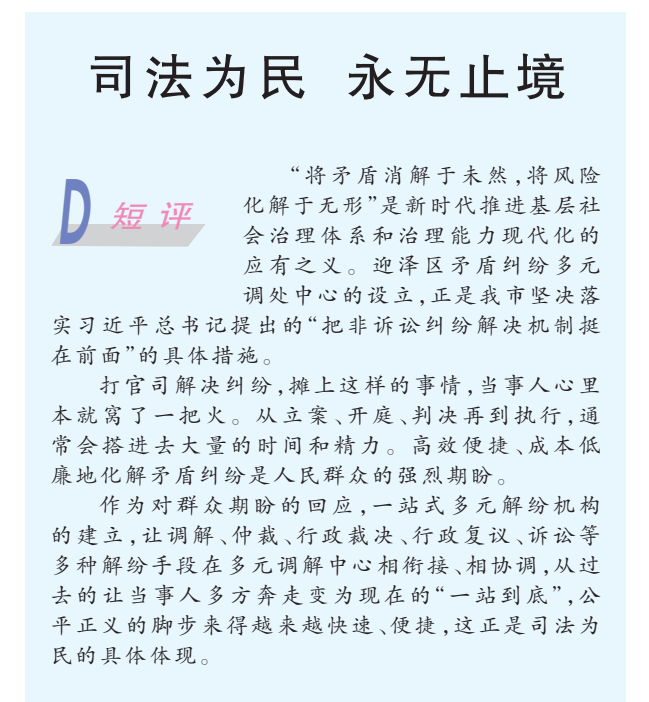 司法为民 永无止境
D 短评
“将矛盾消解于未然,将风险
化解于无形”是新时代推进基层社
会治理体系和治理能力现代化的
应有之义。迎泽区矛盾纠纷多元
调处中心的设立,正是我市坚决落
实习近平总书记提出的“把非诉讼纠纷解决机制挺
在前面”的具体措施。
打官司解决纠纷,摊上这样的事情,当事人心里
本就窝了一把火。从立案、开庭、判决再到执行,通
常会搭进去大量的时间和精力。高效便捷、成本低
廉地化解矛盾纠纷是人民群众的强烈期盼。
作为对群众期盼的回应,一站式多元解纷机构
的建立,让调解、仲裁、行政裁决、行政复议、诉讼等
多种解纷手段在多元调解中心相衔接、相协调,从过
去的让当事人多方奔走变为现在的“一站到底”,公
平正义的脚步来得越来越快速、便捷,这正是司法为
民的具体体现。